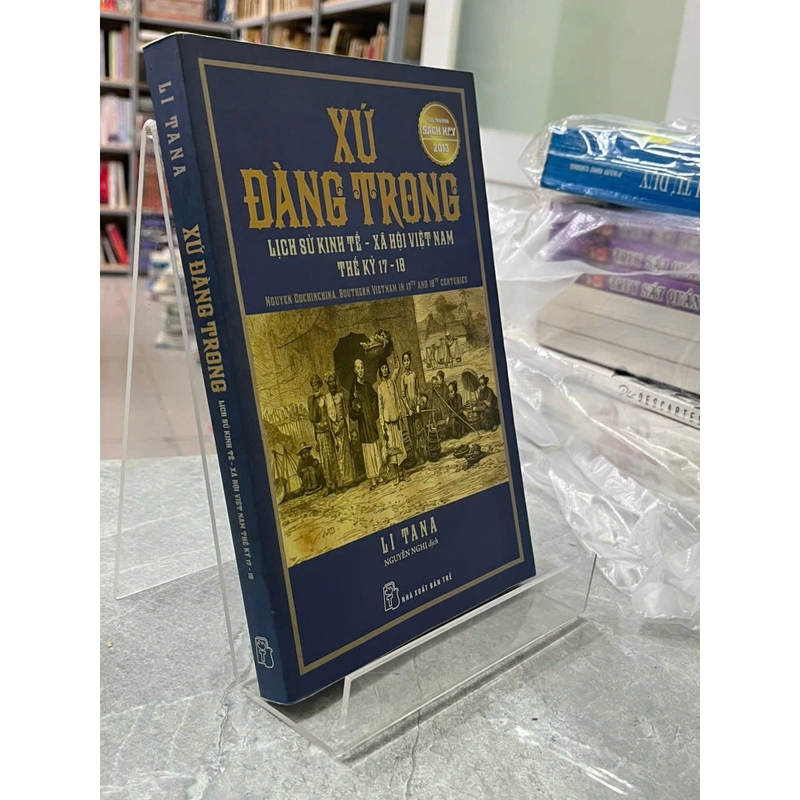 LI TANA
XỨ ĐÀNG TRONG
LỊCH SỬ KINH TẾ - XÃ HỘI VIỆT NAM THẾ KỶ 17 - 18
XỨ
ĐÀNG TRONG
LỊCH SỬ KINH TẾ - XÃ HỘI VIỆT NAM
THẾ KỶ 17 - 18
NGUYEN COCHINCHINA, SOUTHERN VIETNAM IN 17TH AND 18TH CENTURIES
SÁCH HAY
2013
LI TANA
NGUYỄN NGHỊ dịch
NHÀ XUẤT BẢN TRẺ
TƯ DUY
DESCARTES